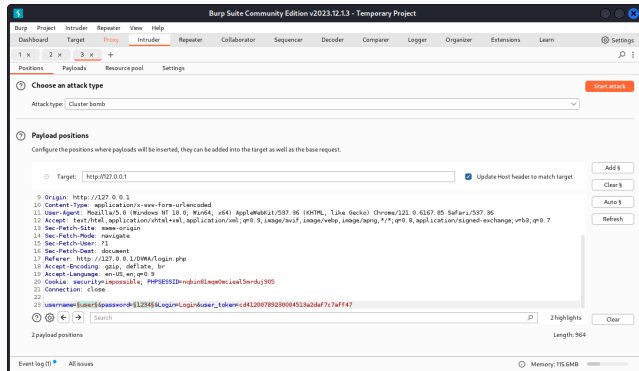 Burp Suite Community Edition v2023.12.1.3 - Temporary Project
Burp Project Intruder Repeater View Help
Dashboard Target Proxy Intruder Repeater Collaborator Sequencer Decoder Comparer Logger Organizer Extensions Learn Settings
1 × 2 × 3 × +
Positions Payloads Resource pool Settings
Choose an attack type
Start attack
Attack type: Cluster bomb
Payload positions
Configure the positions where payloads will be inserted, they can be added into the target as well as the base request.
Target: http://127.0.0.1 Update Host header to match target
Add §
Clear §
Auto §
Refresh
9 Origin: http://127.0.0.1
10 Content-Type: application/x-www-form-urlencoded
11 User-Agent: Mozilla/5.0 (Windows NT 10.0; Win64; x64) AppleWebKit/537.36 (KHTML, like Gecko) Chrome/121.0.6167.85 Safari/537.36
12 Accept: text/html,application/xhtml+xml,application/xml;q=0.9,image/avif,image/webp,image/apng,*/*;q=0.8,application/signed-exchange;v=b3;q=0.7
13 Sec-Fetch-Site: same-origin
14 Sec-Fetch-Mode: navigate
15 Sec-Fetch-User: ?1
16 Sec-Fetch-Dest: document
17 Referer: http://127.0.0.1/DVWA/login.php
18 Accept-Encoding: gzip, deflate, br
19 Accept-Language: en-US,en;q=0.9
20 Cookie: security=impossible; PHPSESSID=nqbin81mqm0mcieal5mrduj905
21 Connection: close
22
23 username=§user§&password=§1234§&Login=Login&user_token=cd41200789230004513a2daf7c7aff47
Search 2 highlights Clear
2 payload positions Length: 964
Event log (1) All issues Memory: 115.6MB